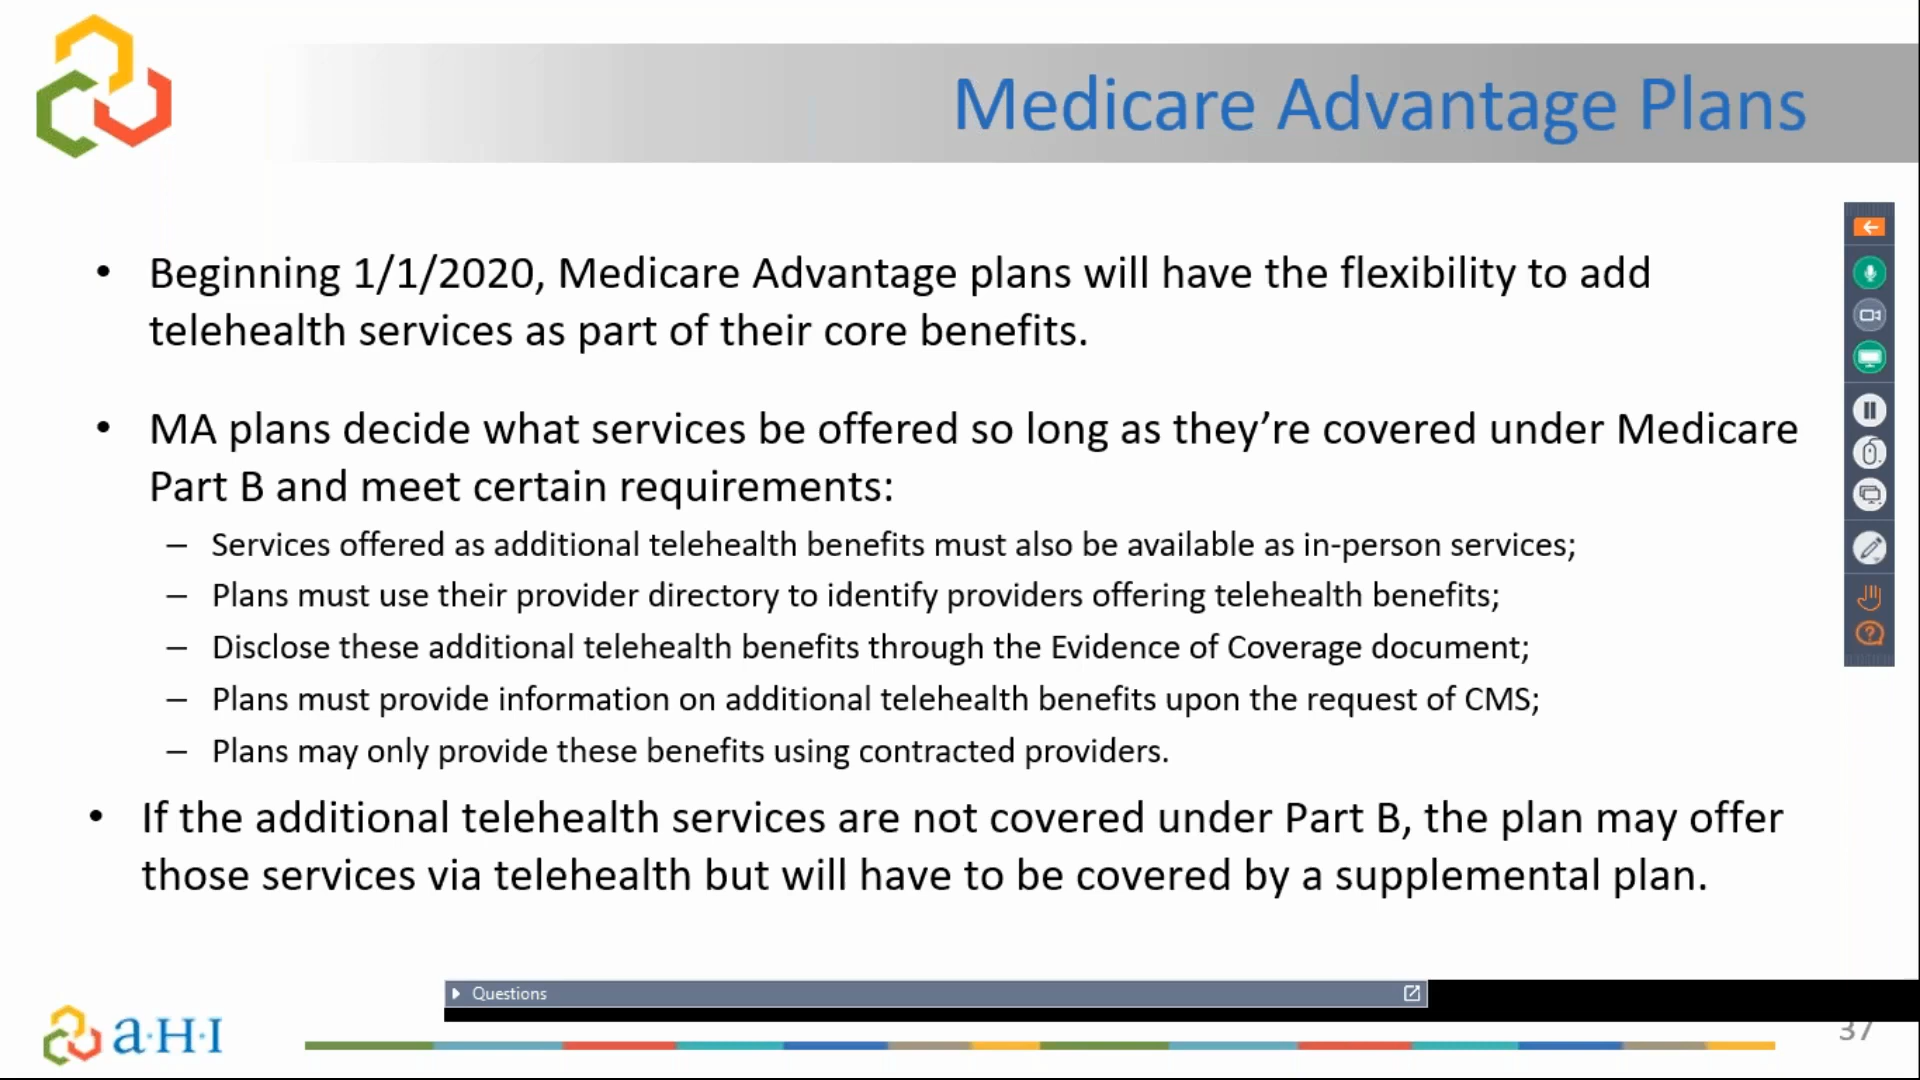 Medicare Advantage Plans
• Beginning 1/1/2020, Medicare Advantage plans will have the flexibility to add
telehealth services as part of their core benefits.
• MA plans decide what services be offered so long as they’re covered under Medicare
Part B and meet certain requirements:
– Services offered as additional telehealth benefits must also be available as in-person services;
– Plans must use their provider directory to identify providers offering telehealth benefits;
– Disclose these additional telehealth benefits through the Evidence of Coverage document;
– Plans must provide information on additional telehealth benefits upon the request of CMS;
– Plans may only provide these benefits using contracted providers.
• If the additional telehealth services are not covered under Part B, the plan may offer
those services via telehealth but will have to be covered by a supplemental plan.
Questions
a·H·I
37